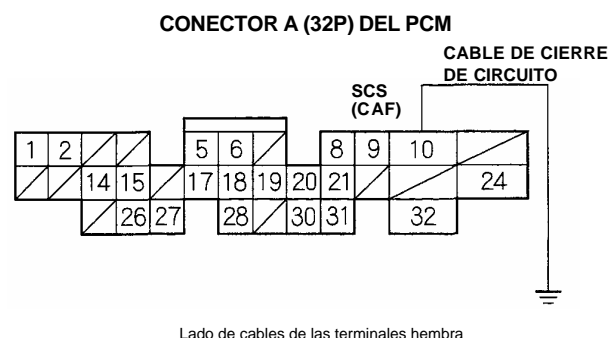 CONECTOR A (32P) DEL PCM
CABLE DE CIERRE
DE CIRCUITO
SCS
(CAF)
1 2 5 6 8 9 10
14 15 17 18 19 20 21 24
26 27 28 30 31 32
Lado de cables de las terminales hembra